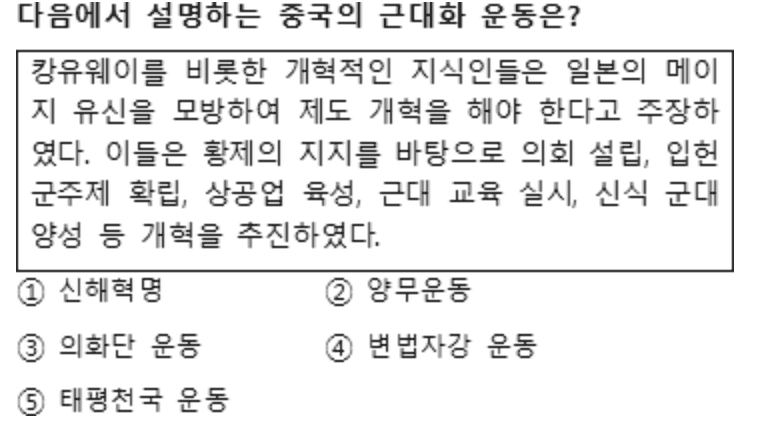 다음에서 설명하는 중국의 근대화 운동은?
캉유웨이를 비롯한 개혁적인 지식인들은 일본의 메이
지 유신을 모방하여 제도 개혁을 해야 한다고 주장하
였다. 이들은 황제의 지지를 바탕으로 의회 설립, 입헌
군주제 확립, 상공업 육성, 근대 교육 실시, 신식 군대
양성 등 개혁을 추진하였다.
① 신해혁명 ② 양무운동
③ 의화단 운동 ④ 변법자강 운동
⑤ 태평천국 운동